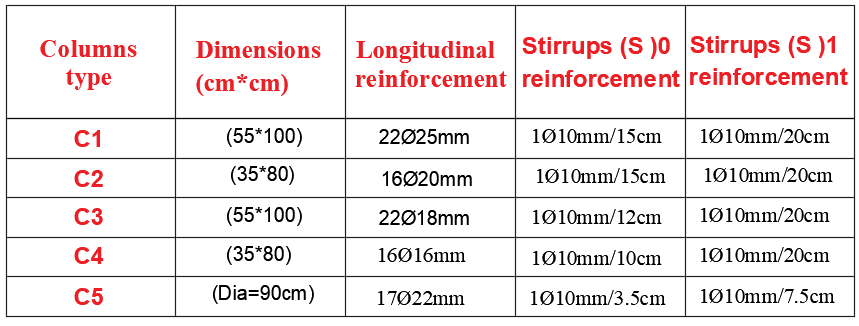 Columns type
Dimensions (cm*cm)
Longitudinal reinforcement
Stirrups (S )0 reinforcement
Stirrups (S )1 reinforcement
C1 (55*100) 22Ø25mm 1Ø10mm/15cm 1Ø10mm/20cm
C2 (35*80) 16Ø20mm 1Ø10mm/15cm 1Ø10mm/20cm
C3 (55*100) 22Ø18mm 1Ø10mm/12cm 1Ø10mm/20cm
C4 (35*80) 16Ø16mm 1Ø10mm/10cm 1Ø10mm/20cm
C5 (Dia=90cm) 17Ø22mm 1Ø10mm/3.5cm 1Ø10mm/7.5cm